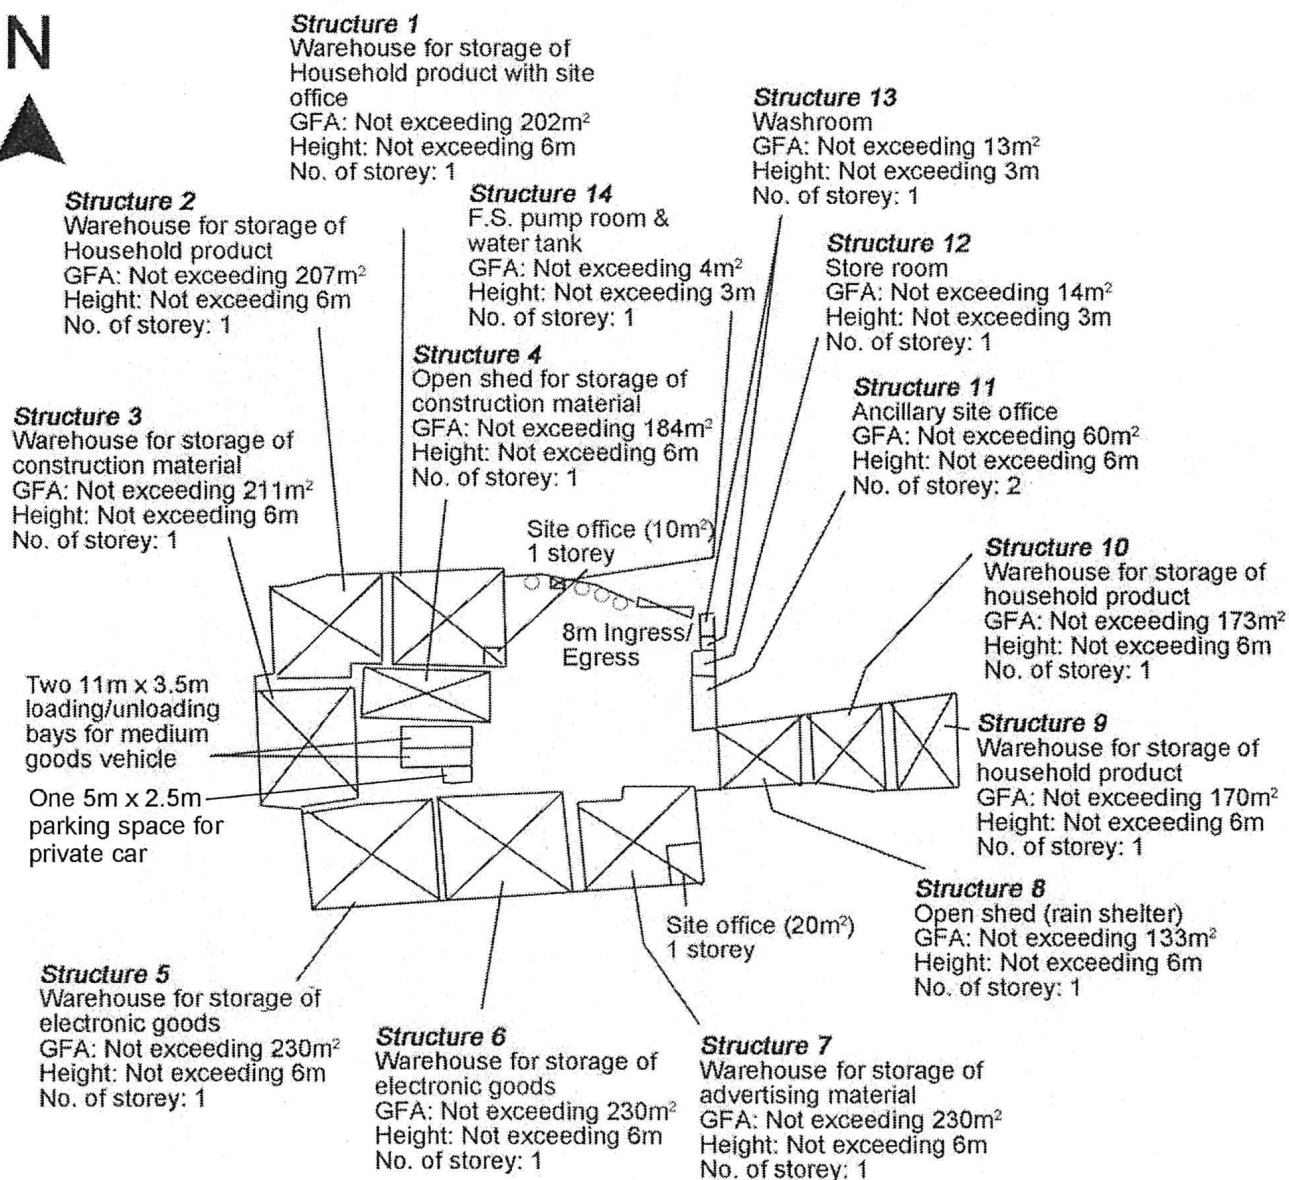 N
Structure 1
Warehouse for storage of
Household product with site
office
GFA: Not exceeding 202m²
Height: Not exceeding 6m
No. of storey: 1
Structure 13
Washroom
GFA: Not exceeding 13m²
Height: Not exceeding 3m
No. of storey: 1
Structure 2
Warehouse for storage of
Household product
GFA: Not exceeding 207m²
Height: Not exceeding 6m
No. of storey: 1
Structure 14
F.S. pump room &
water tank
GFA: Not exceeding 4m²
Height: Not exceeding 3m
No. of storey: 1
Structure 12
Store room
GFA: Not exceeding 14m²
Height: Not exceeding 3m
No. of storey: 1
Structure 4
Open shed for storage of
construction material
GFA: Not exceeding 184m²
Height: Not exceeding 6m
No. of storey: 1
Structure 11
Ancillary site office
GFA: Not exceeding 60m²
Height: Not exceeding 6m
No. of storey: 2
Structure 3
Warehouse for storage of
construction material
GFA: Not exceeding 211m²
Height: Not exceeding 6m
No. of storey: 1
Site office (10m²)
1 storey
Structure 10
Warehouse for storage of
household product
GFA: Not exceeding 173m²
Height: Not exceeding 6m
No. of storey: 1
8m Ingress/
Egress
Two 11m x 3.5m
loading/unloading
bays for medium
goods vehicle
Structure 9
Warehouse for storage of
household product
GFA: Not exceeding 170m²
Height: Not exceeding 6m
No. of storey: 1
One 5m x 2.5m
parking space for
private car
Structure 8
Open shed (rain shelter)
GFA: Not exceeding 133m²
Height: Not exceeding 6m
No. of storey: 1
Site office (20m²)
1 storey
Structure 5
Warehouse for storage of
electronic goods
GFA: Not exceeding 230m²
Height: Not exceeding 6m
No. of storey: 1
Structure 6
Warehouse for storage of
electronic goods
GFA: Not exceeding 230m²
Height: Not exceeding 6m
No. of storey: 1
Structure 7
Warehouse for storage of
advertising material
GFA: Not exceeding 230m²
Height: Not exceeding 6m
No. of storey: 1